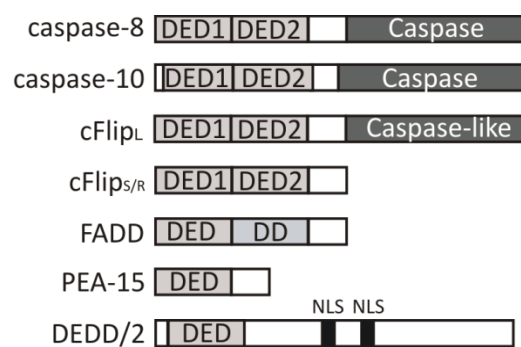 caspase-8 DED1 DED2 Caspase
caspase-10 DED1 DED2 Caspase
cFlipL DED1 DED2 Caspase-like
cFlipS/R DED1 DED2
FADD DED DD
PEA-15 DED
NLS NLS
DEDD/2 DED